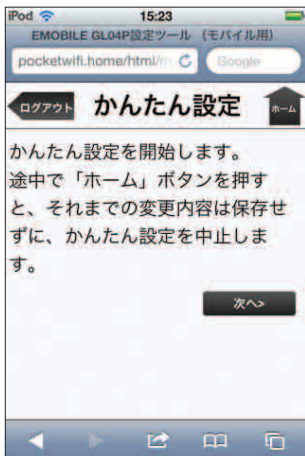 iPod 15:23
EMOBILE GL04P設定ツール (モバイル用)
pocketwifi.home/html/ Google
ログアウト かんたん設定 ホーム
かんたん設定を開始します。
途中で「ホーム」ボタンを押す
と、それまでの変更内容は保存せ
ずに、かんたん設定を中止しま
す。
次へ>